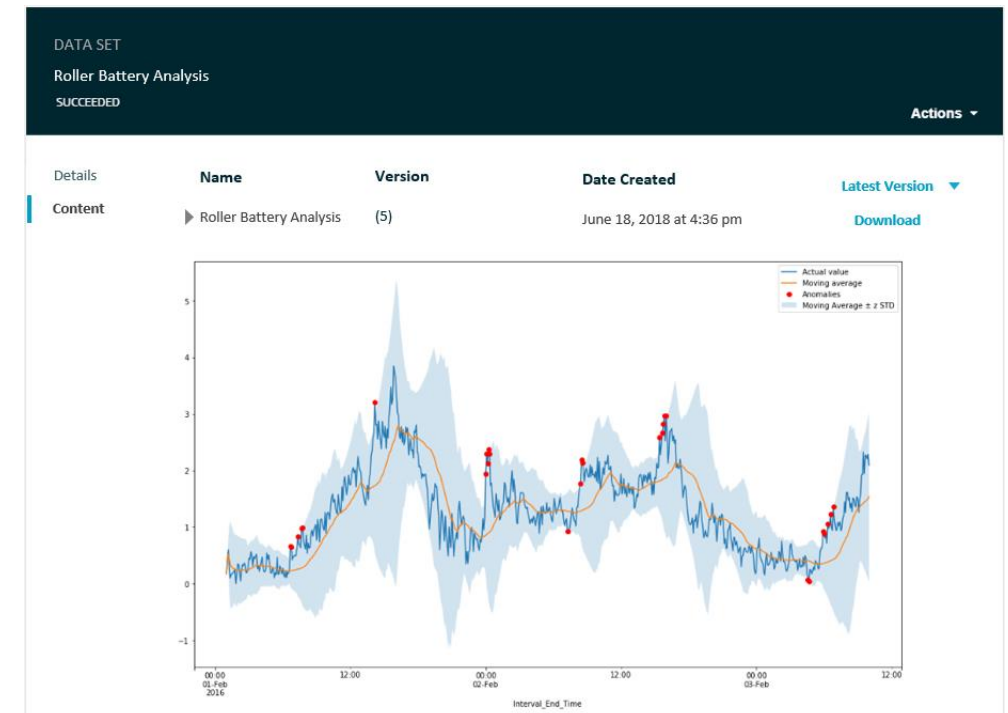 DATA SET
Roller Battery Analysis
SUCCEEDED
Actions
Details
Name
Version
Date Created
Latest Version
Content
Roller Battery Analysis
(5)
June 18, 2018 at 4:36 pm
Download
Actual value
Moving average
Anomalies
Moving Average ± z STD
5
4
3
2
1
0
−1
00:00
01-Feb
2016
12:00
00:00
02-Feb
12:00
00:00
03-Feb
12:00
Interval_End_Time